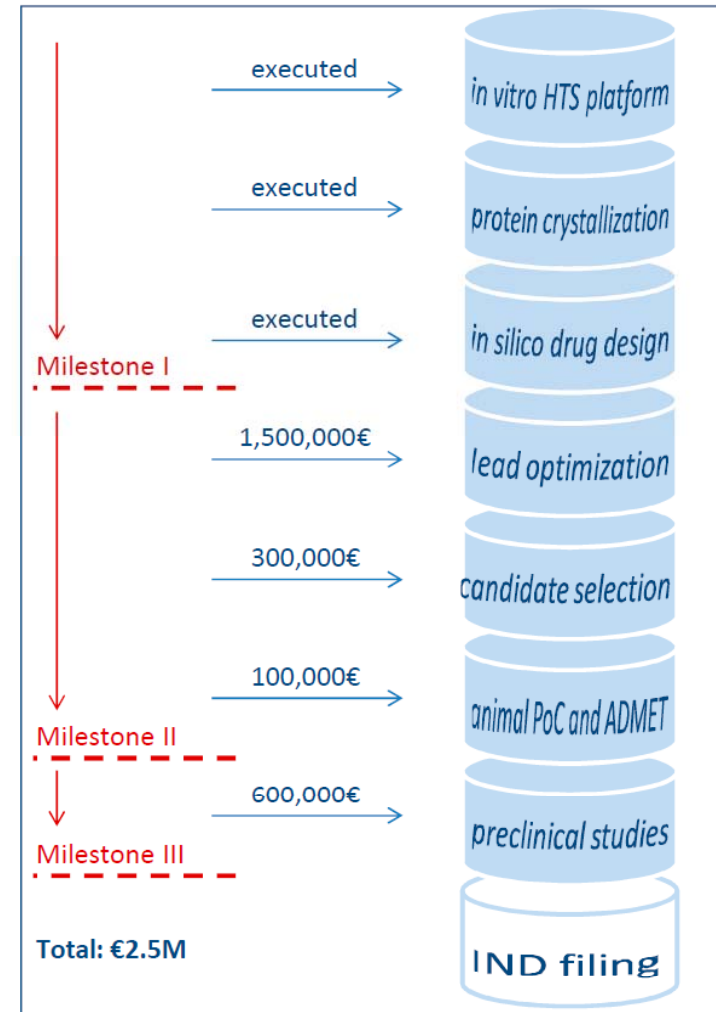 executed
in vitro HTS platform
executed
protein crystallization
executed
in silico drug design
Milestone I
1,500,000€
lead optimization
300,000€
candidate selection
100,000€
animal PoC and ADMET
Milestone II
600,000€
preclinical studies
Milestone III
Total: €2.5M
IND filing